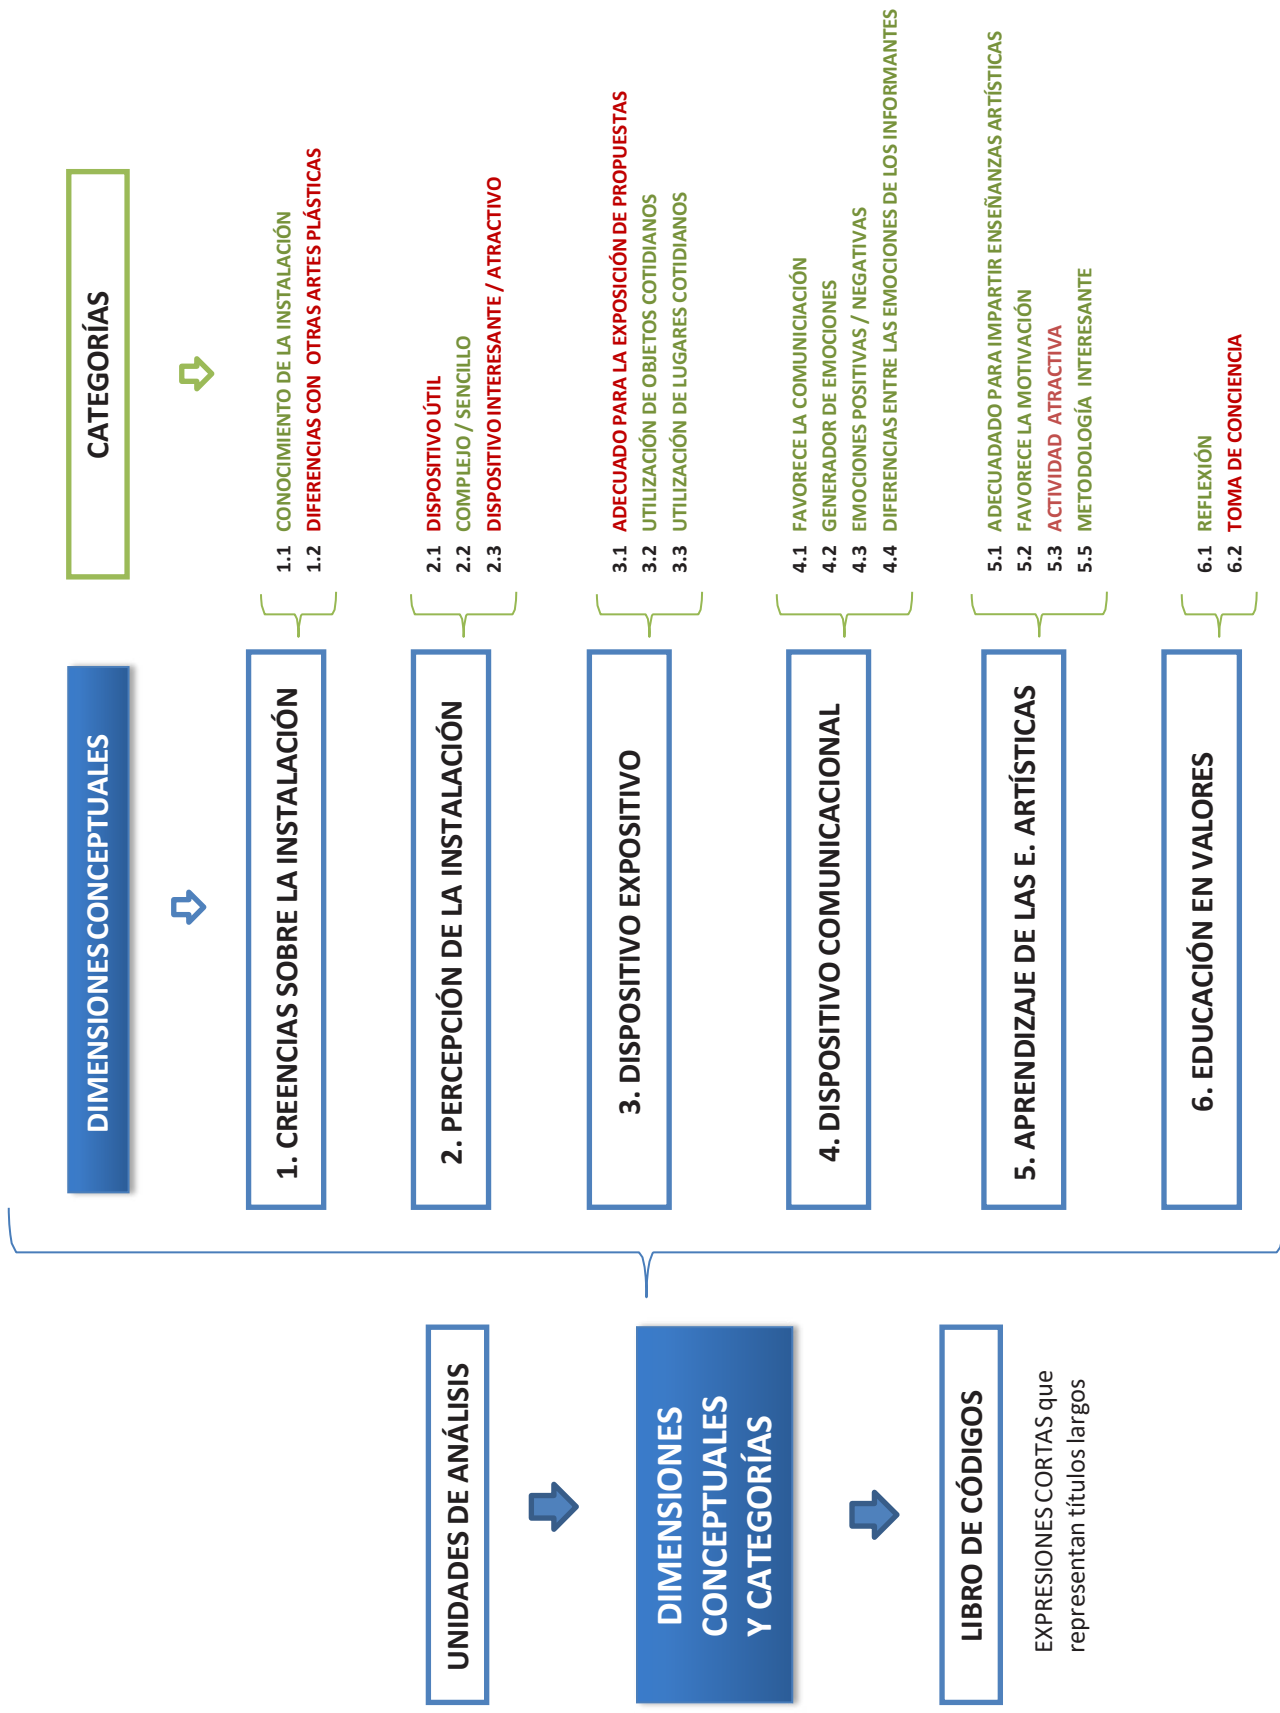 UNIDADES DE ANÁLISIS
DIMENSIONES
CONCEPTUALES
Y CATEGORÍAS
LIBRO DE CÓDIGOS
EXPRESIONES CORTAS que
representan títulos largos
DIMENSIONES CONCEPTUALES
CATEGORÍAS
1. CREENCIAS SOBRE LA INSTALACIÓN
1.1 CONOCIMIENTO DE LA INSTALACIÓN
1.2 DIFERENCIAS CON OTRAS ARTES PLÁSTICAS
2. PERCEPCIÓN DE LA INSTALACIÓN
2.1 DISPOSITIVO ÚTIL
2.2 COMPLEJO / SENCILLO
2.3 DISPOSITIVO INTERESANTE / ATRACTIVO
3. DISPOSITIVO EXPOSITIVO
3.1 ADECUADO PARA LA EXPOSICIÓN DE PROPUESTAS
3.2 UTILIZACIÓN DE OBJETOS COTIDIANOS
3.3 UTILIZACIÓN DE LUGARES COTIDIANOS
4. DISPOSITIVO COMUNICACIONAL
4.1 FAVORECE LA COMUNICIACIÓN
4.2 GENERADOR DE EMOCIONES
4.3 EMOCIONES POSITIVAS / NEGATIVAS
4.4 DIFERENCIAS ENTRE LAS EMOCIONES DE LOS INFORMANTES
5. APRENDIZAJE DE LAS E. ARTÍSTICAS
5.1 ADECUADADO PARA IMPARTIR ENSEÑANZAS ARTÍSTICAS
5.2 FAVORECE LA MOTIVACIÓN
5.3 ACTIVIDAD ATRACTIVA
5.5 METODOLOGÍA INTERESANTE
6. EDUCACIÓN EN VALORES
6.1 REFLEXIÓN
6.2 TOMA DE CONCIENCIA